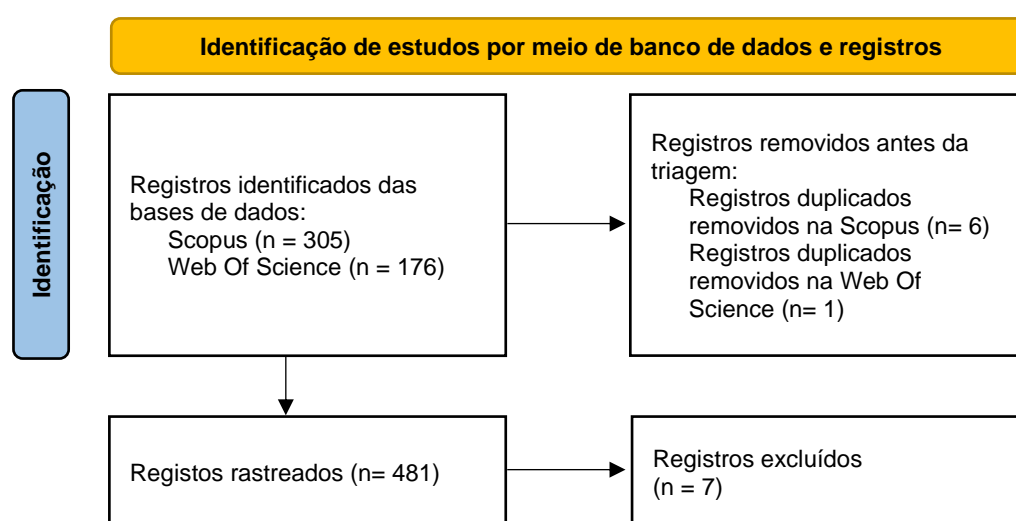 Identificação de estudos por meio de banco de dados e registros
Identificação
Registros identificados das
bases de dados:
Scopus (n = 305)
Web Of Science (n = 176)
Registros removidos antes da
triagem:
Registros duplicados
removidos na Scopus (n= 6)
Registros duplicados
removidos na Web Of
Science (n= 1)
Registos rastreados (n= 481)
Registros excluídos
(n = 7)